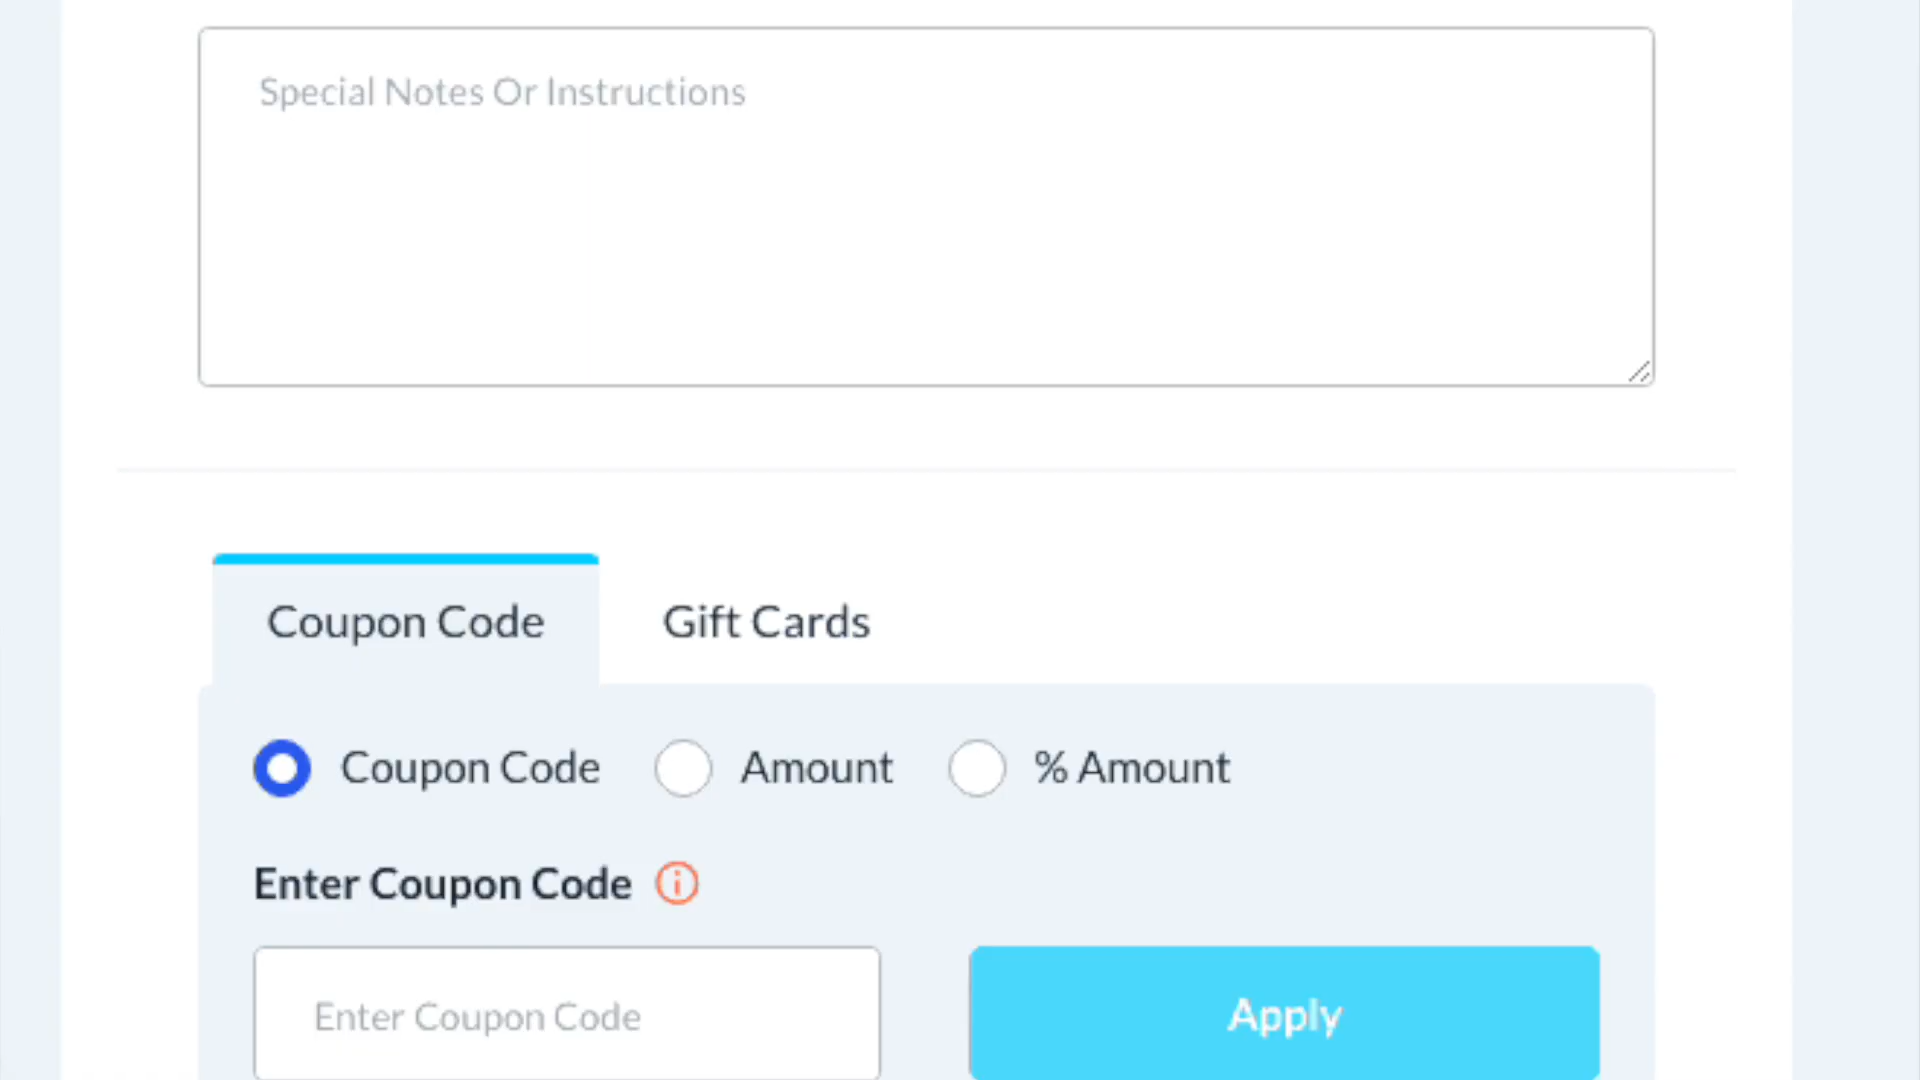 Special Notes Or Instructions
Coupon Code Gift Cards
Coupon Code Amount % Amount
Enter Coupon Code
Enter Coupon Code Apply